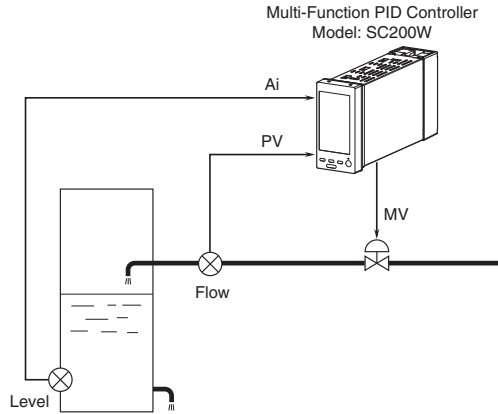 Multi-Function PID Controller
Model: SC200W
Ai
PV
MV
Flow
Level